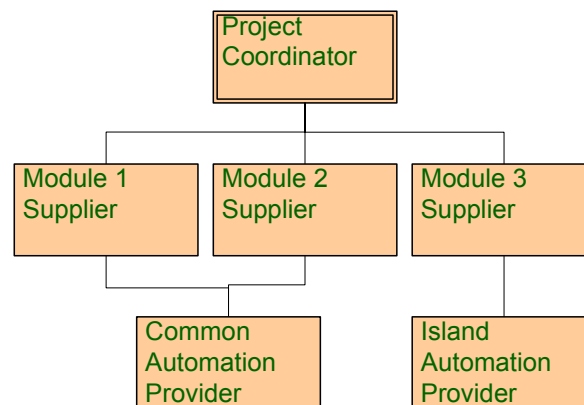 Project
Coordinator
Module 1
Supplier
Module 2
Supplier
Module 3
Supplier
Common
Automation
Provider
Island
Automation
Provider